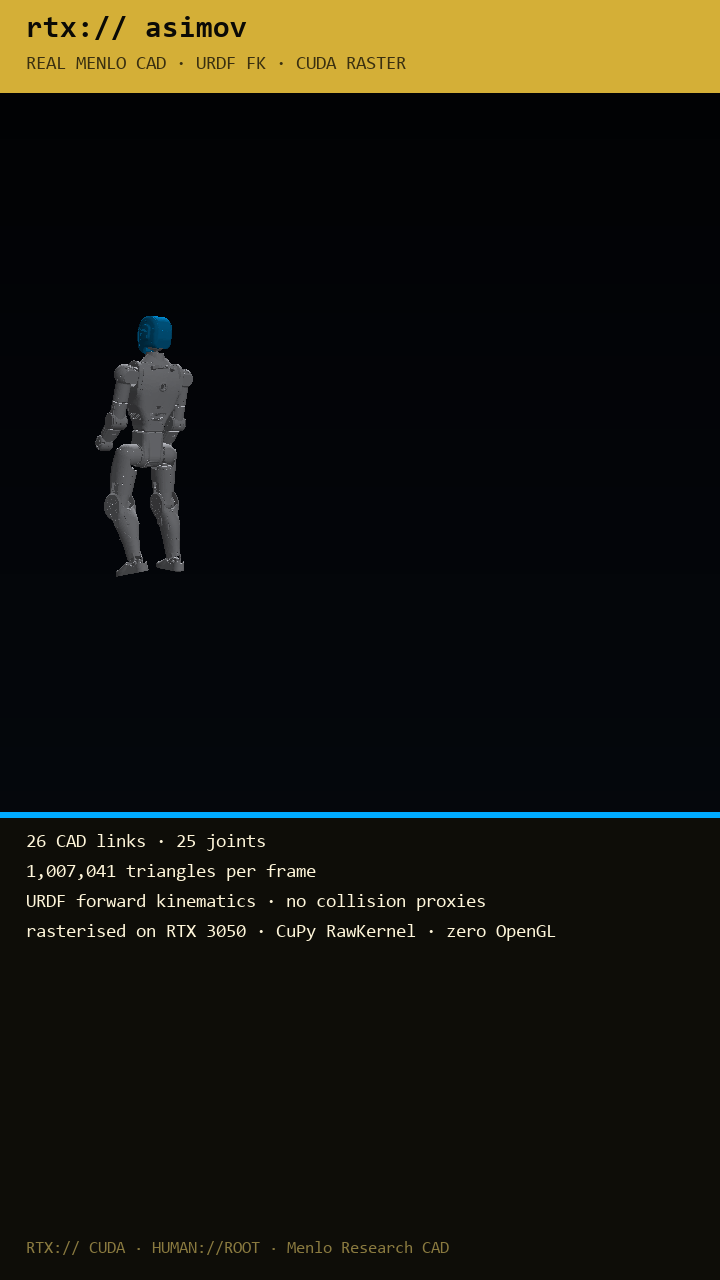 rtx:// asimov
REAL MENLO CAD · URDF FK · CUDA RASTER
26 CAD links · 25 joints
1,007,041 triangles per frame
URDF forward kinematics · no collision proxies
rasterised on RTX 3050 · CuPy RawKernel · zero OpenGL
RTX:// CUDA · HUMAN://ROOT · Menlo Research CAD